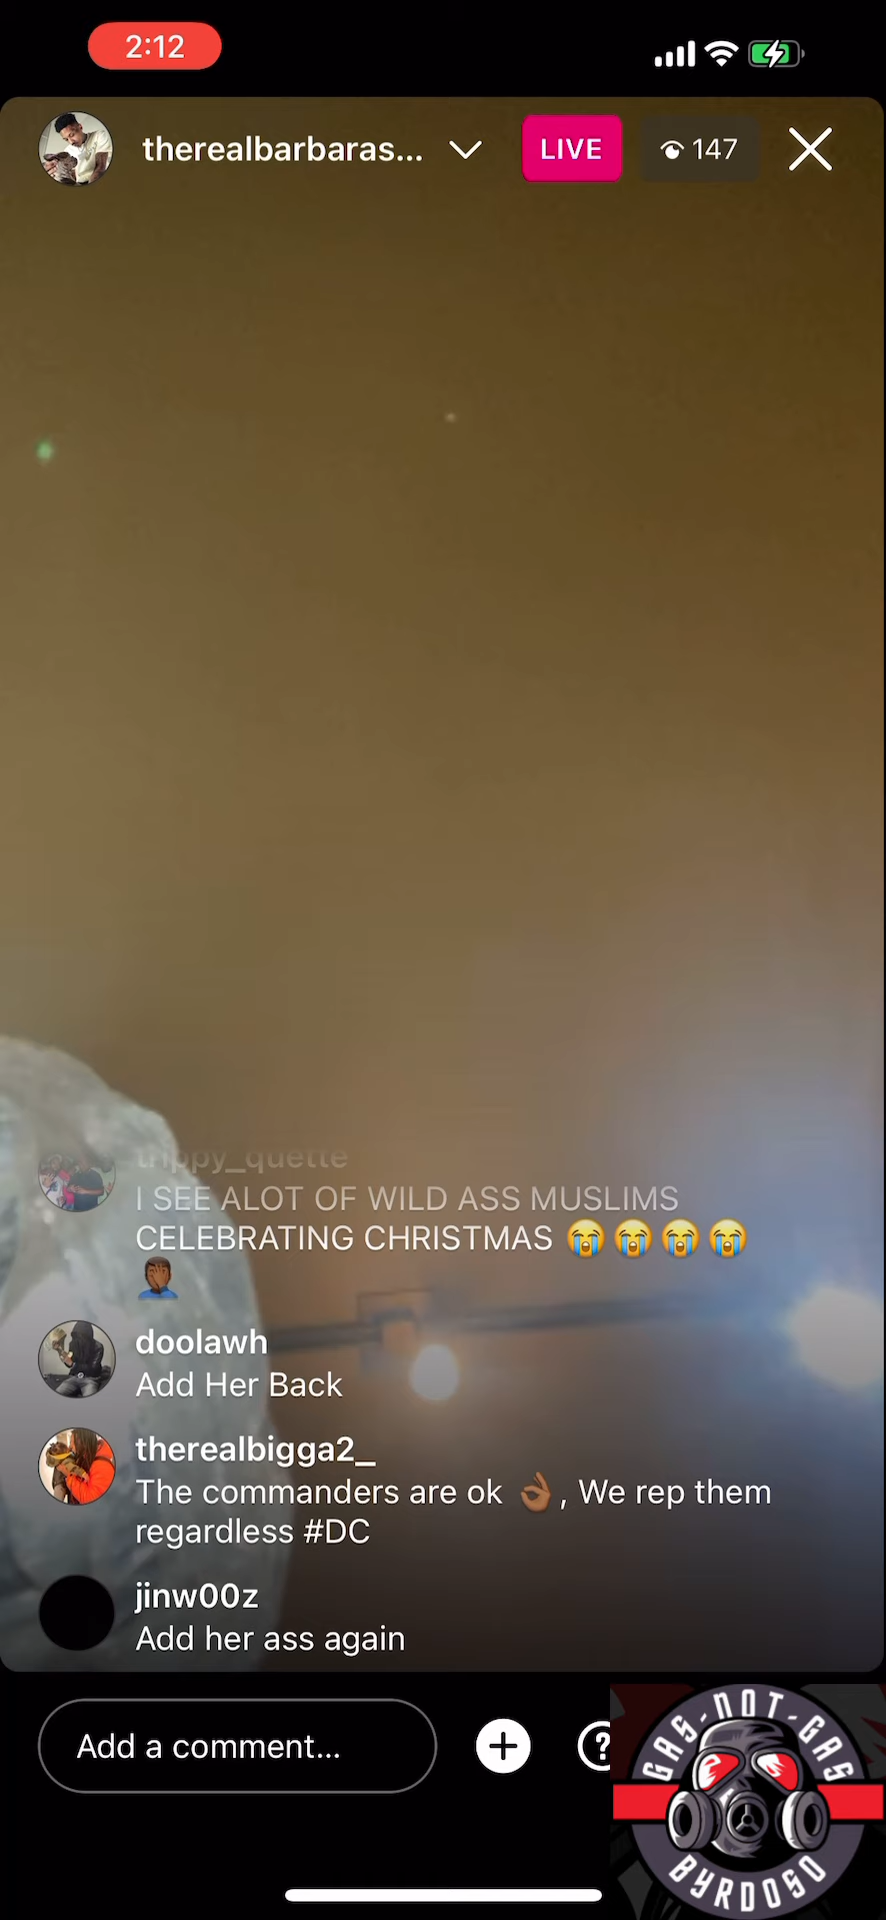 2:12
therealbarbaras...
LIVE
147
trippy_quette
I SEE ALOT OF WILD ASS MUSLIMS
CELEBRATING CHRISTMAS 😭😭😭😭
🤦🏾‍♂️
doolawh
Add Her Back
therealbigga2_
The commanders are ok 👌🏾, We rep them
regardless #DC
jinw00z
Add her ass again
Add a comment...
GAS-NOT-GAS
BYRDOSO